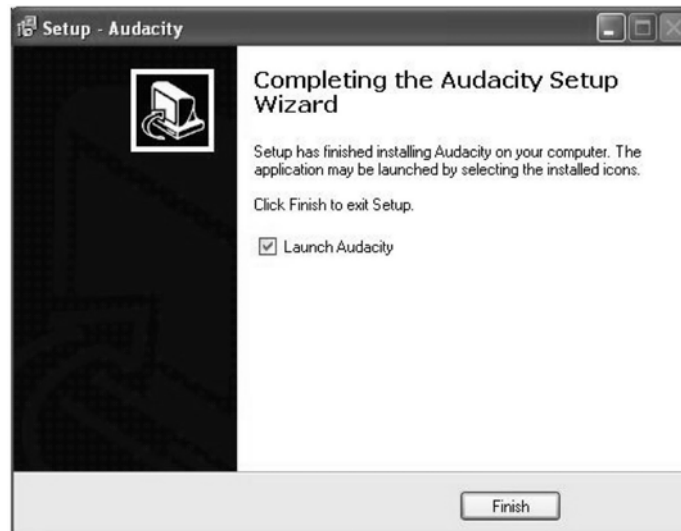 Setup - Audacity
Completing the Audacity Setup
Wizard
Setup has finished installing Audacity on your computer. The
application may be launched by selecting the installed icons.
Click Finish to exit Setup.
Launch Audacity
Finish